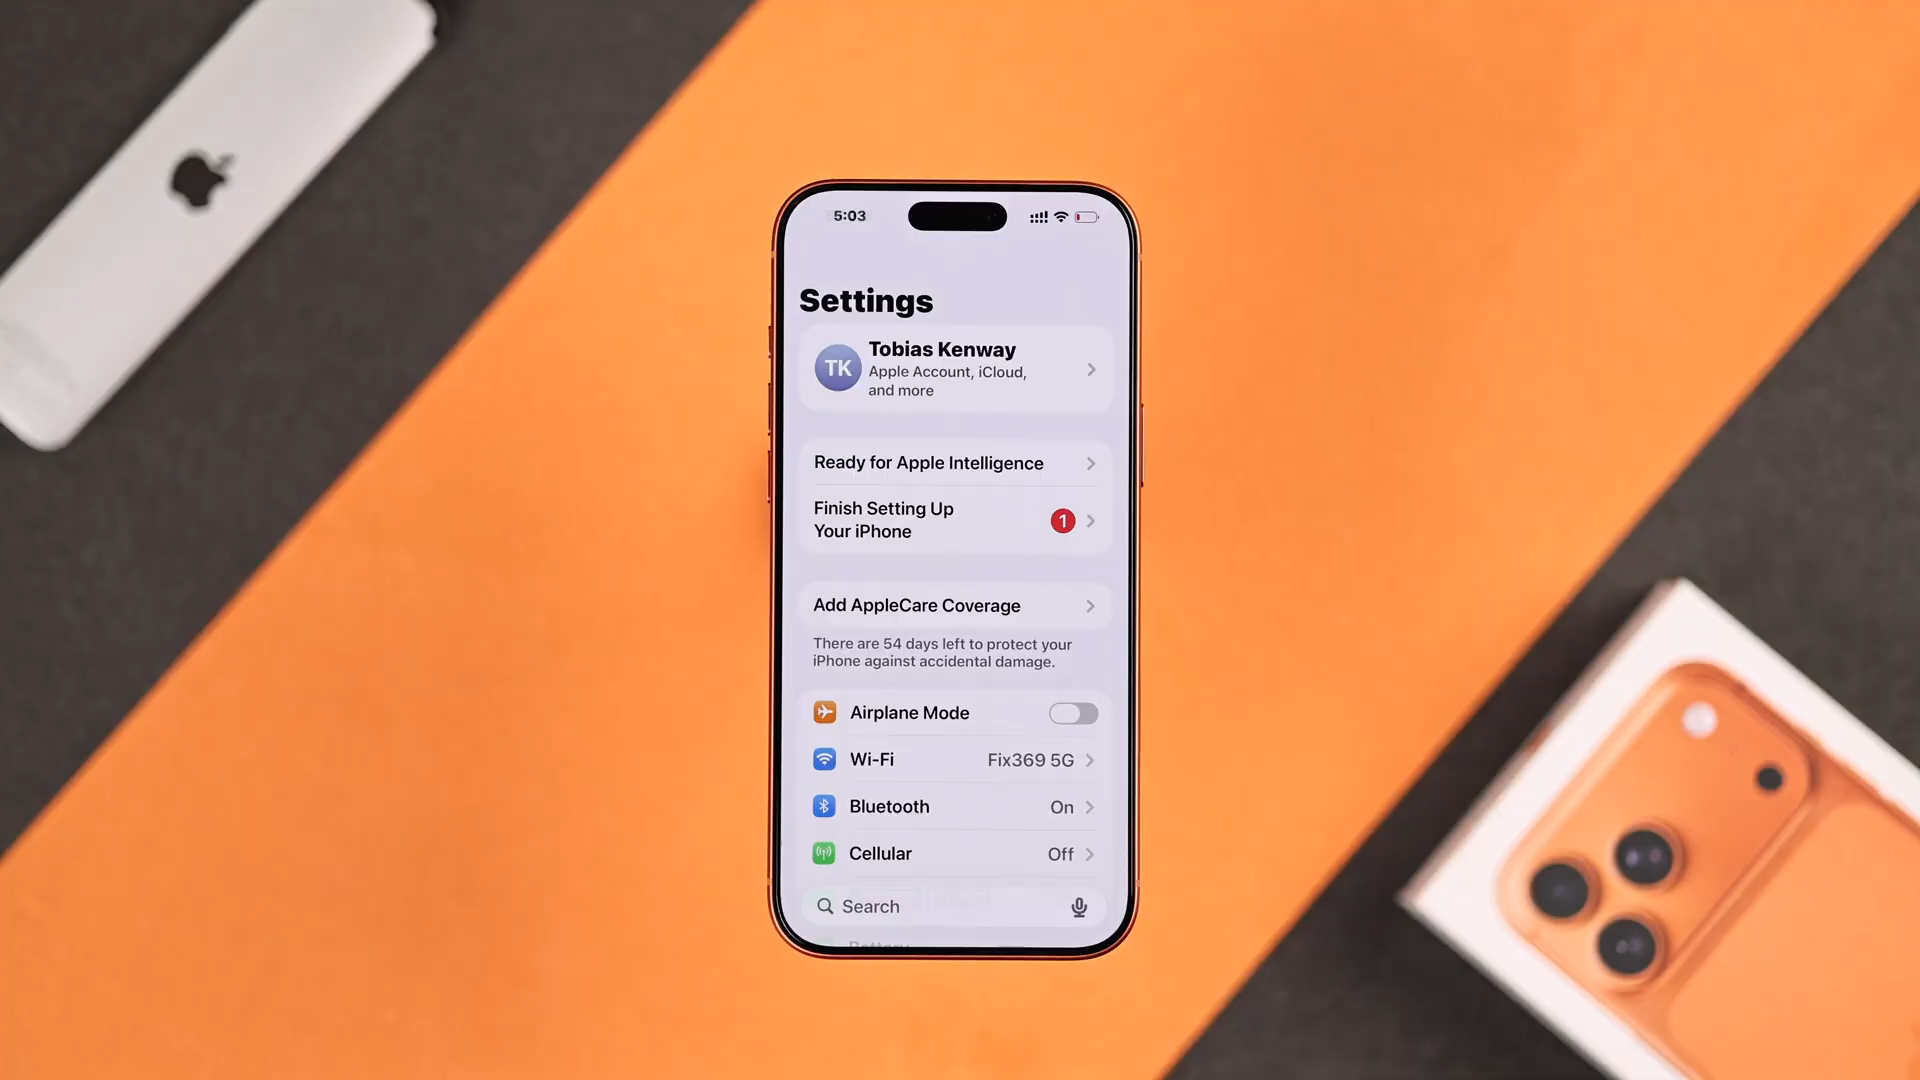 5:03
Settings
TK
Tobias Kenway
Apple Account, iCloud,
and more
Ready for Apple Intelligence
Finish Setting Up
Your iPhone
1
Add AppleCare Coverage
There are 54 days left to protect your
iPhone against accidental damage.
Airplane Mode
Wi-Fi
Fix369 5G
Bluetooth
On
Cellular
Off
Search
Battery